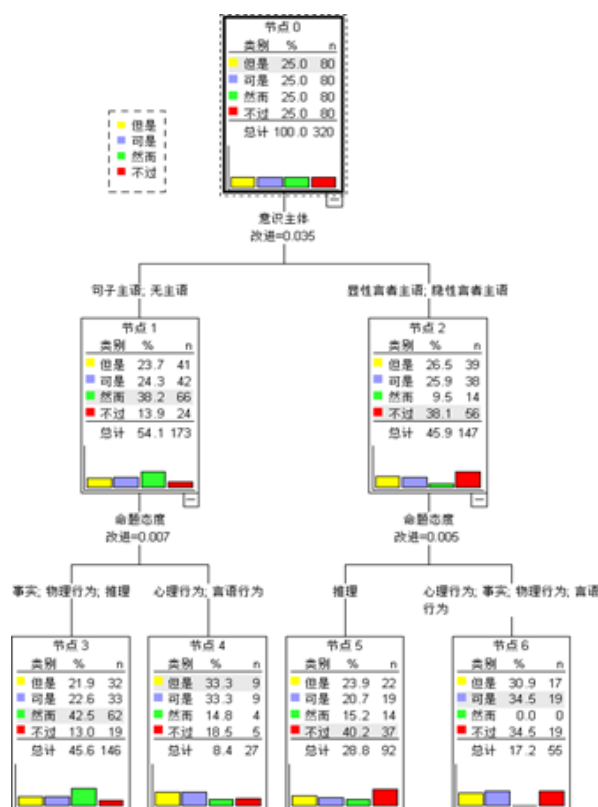 节点 0
类别 % n
但是 25.0 80
可是 25.0 80
然而 25.0 80
不过 25.0 80
总计 100.0 320
但是
可是
然而
不过
意识主体
改进=0.035
句子主语; 无主语
显性言者主语; 隐性言者主语
节点 1
类别 % n
但是 23.7 41
可是 24.3 42
然而 38.2 66
不过 13.9 24
总计 54.1 173
节点 2
类别 % n
但是 26.5 39
可是 25.9 38
然而 9.5 14
不过 38.1 56
总计 45.9 147
命题态度
改进=0.007
命题态度
改进=0.005
事实; 物理行为; 推理
心理行为; 言语行为
推理
心理行为; 事实; 物理行为; 言语
行为
节点 3
类别 % n
但是 21.9 32
可是 22.6 33
然而 42.5 62
不过 13.0 19
总计 45.6 146
节点 4
类别 % n
但是 33.3 9
可是 33.3 9
然而 14.8 4
不过 18.5 5
总计 8.4 27
节点 5
类别 % n
但是 23.9 22
可是 20.7 19
然而 15.2 14
不过 40.2 37
总计 28.8 92
节点 6
类别 % n
但是 30.9 17
可是 34.5 19
然而 0.0 0
不过 34.5 19
总计 17.2 55